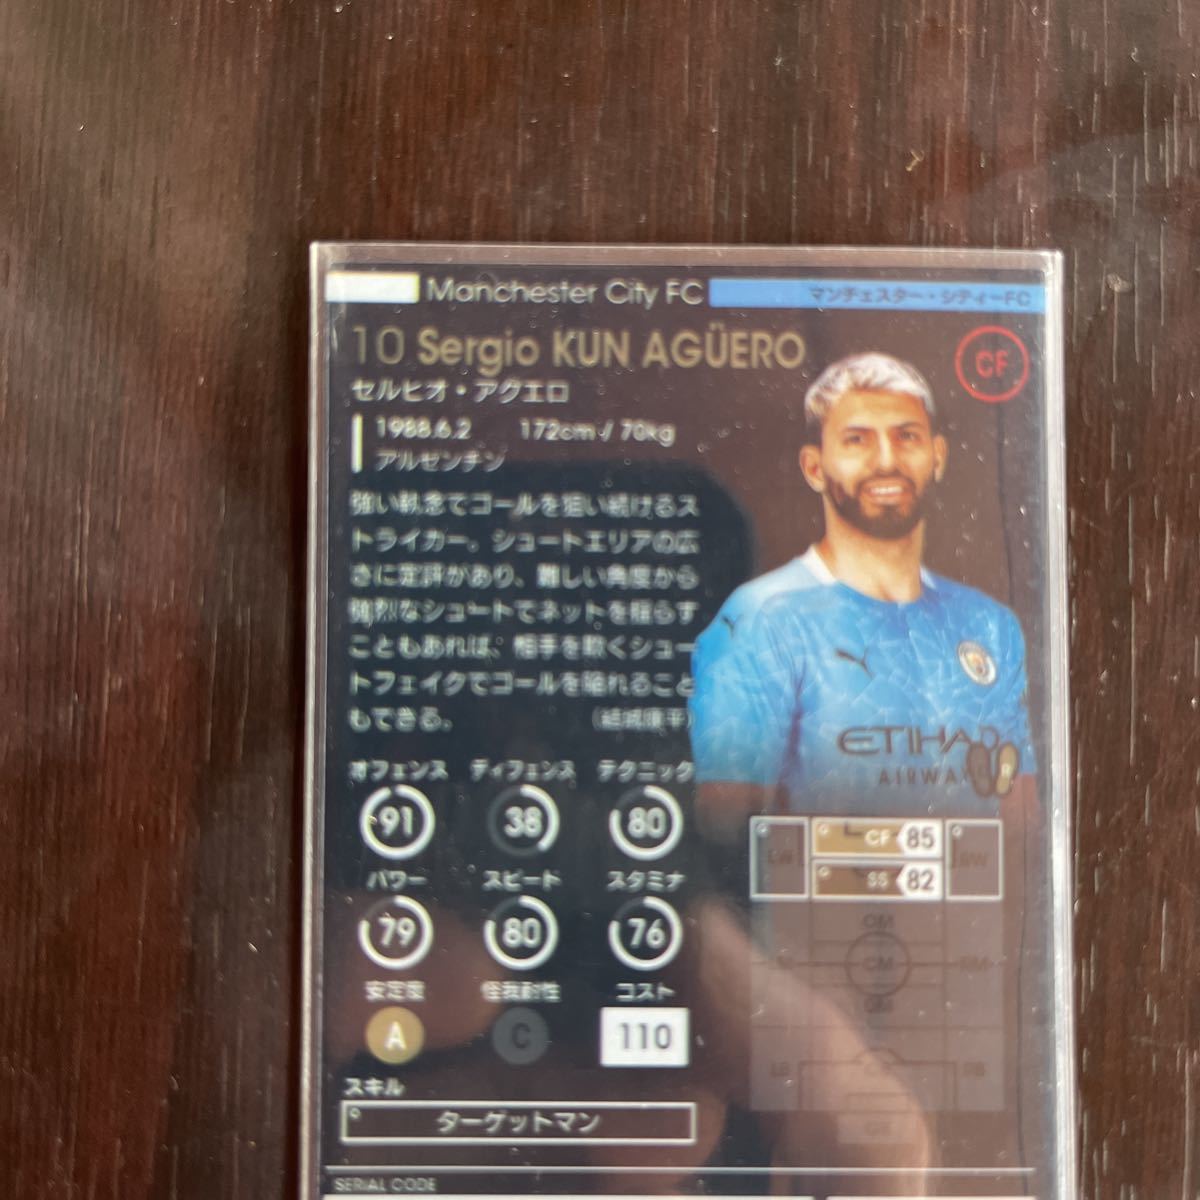 Manchester City FC
マンチェスター・シティーFC
10 Sergio KUN AGÜERO
CF
セルヒオ・アグエロ
1988.6.2 172cm / 70kg
アルゼンチン
強い執念でゴールを狙い続けるス
トライカー。シュートエリアの広
さに定評があり、難しい角度から
強烈なシュートでネットを揺らす
こともあれば、相手を欺くシュー
トフェイクでゴールを陥れること
もできる。 (結城康平)
ETIHAD
AIRWAYS
オフェンス ディフェンス テクニック
91 38 80
パワー スピード スタミナ
79 80 76
安定度 怪我耐性 コスト
A C 110
LW CF 85 RW
SS 82
OM
CM
LB RB
スキル
ターゲットマン
SERIAL CODE